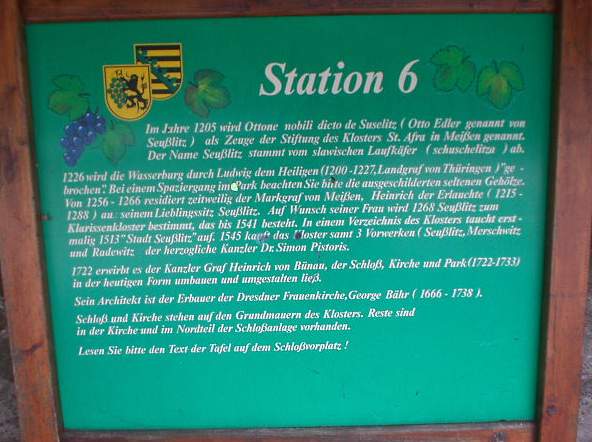 Station 6
Im Jahre 1205 wird Ottone nobili dicto de Suselitz ( Otto Edler genannt von
Seußlitz ) als Zeuge der Stiftung des Klosters St. Afra in Meißen genannt.
Der Name Seußlitz stammt vom slawischen Laufkäfer ( schuschelitza ) ab.
1226 wird die Wasserburg durch Ludwig dem Heiligen (1200 -1227, Landgraf von Thüringen )"ge -
brochen". Bei einem Spaziergang im Park beachten Sie bitte die ausgeschilderten seltenen Gehölze.
Von 1256 - 1266 residiert zeitweilig der Markgraf von Meißen, Heinrich der Erlauchte ( 1215 -
1288 ) auf seinem Lieblingssitz Seußlitz. Auf Wunsch seiner Frau wird 1268 Seußlitz zum
Klarissenkloster bestimmt, das bis 1541 besteht. In einem Verzeichnis des Klosters taucht erst -
malig 1513 "Stadt Seußlitz" auf. 1545 kauft das Kloster samt 3 Vorwerken ( Seußlitz, Merschwitz
und Radewitz der herzogliche Kanzler Dr. Simon Pistoris.
1722 erwirbt es der Kanzler Graf Heinrich von Bünau, der Schloß, Kirche und Park (1722-1733)
in der heutigen Form umbauen und umgestalten ließ.
Sein Architekt ist der Erbauer der Dresdner Frauenkirche, George Bähr ( 1666 - 1738 ).
Schloß und Kirche stehen auf den Grundmauern des Klosters. Reste sind
in der Kirche und im Nordteil der Schloßanlage vorhanden.
Lesen Sie bitte den Text der Tafel auf dem Schloßvorplatz !